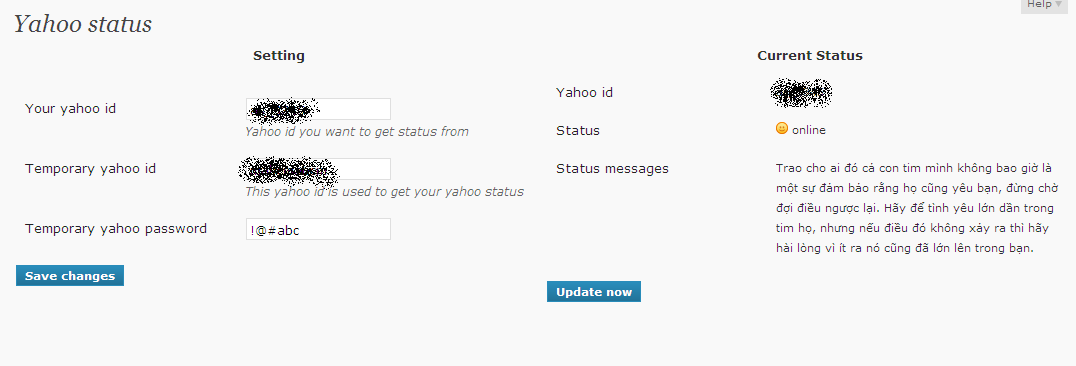 Help
Yahoo status
Setting
Your yahoo id
Yahoo id you want to get status from
Temporary yahoo id
This yahoo id is used to get your yahoo status
Temporary yahoo password
!@#abc
Save changes
Current Status
Yahoo id
Status
online
Status messages
Trao cho ai đó cả con tim mình không bao giờ là
một sự đảm bảo rằng họ cũng yêu bạn, đừng chờ
đợi điều ngược lại. Hãy để tình yêu lớn dần trong
tim họ, nhưng nếu điều đó không xảy ra thì hãy
hài lòng vì ít ra nó cũng đã lớn lên trong bạn.
Update now